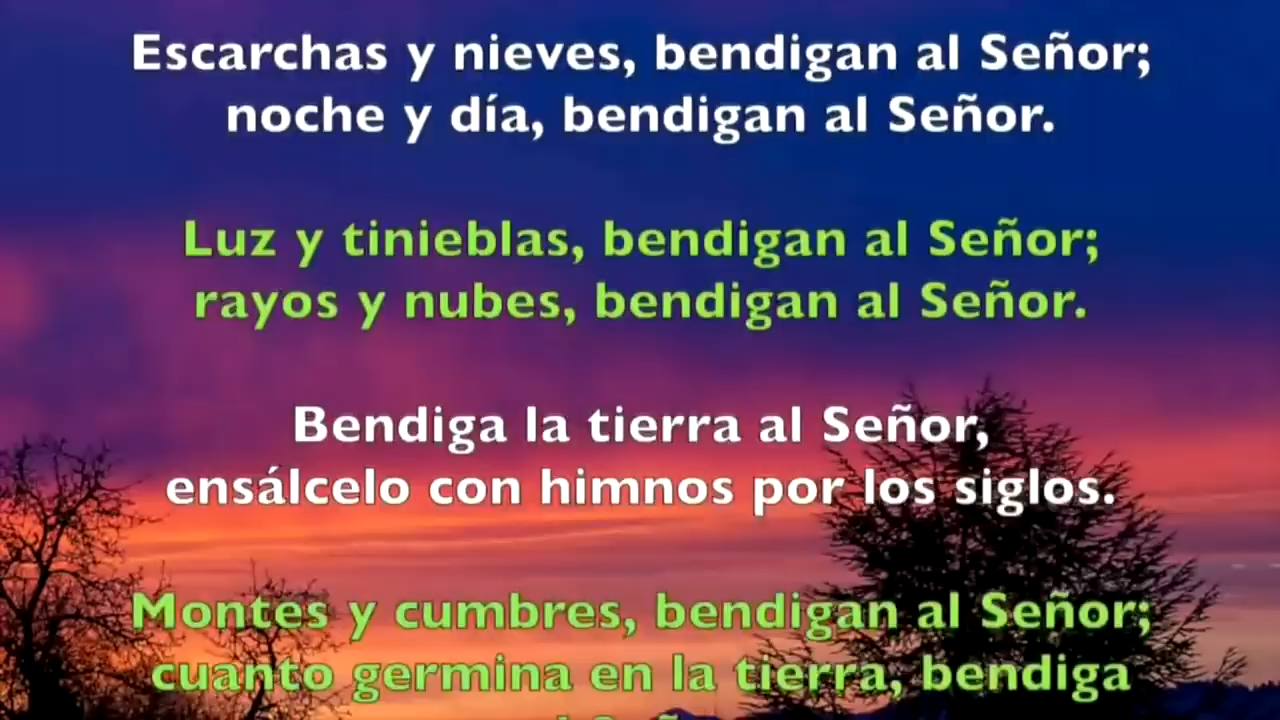 Escarchas y nieves, bendigan al Señor;
noche y día, bendigan al Señor.
Luz y tinieblas, bendigan al Señor;
rayos y nubes, bendigan al Señor.
Bendiga la tierra al Señor,
ensálcelo con himnos por los siglos.
Montes y cumbres, bendigan al Señor;
cuanto germina en la tierra, bendiga